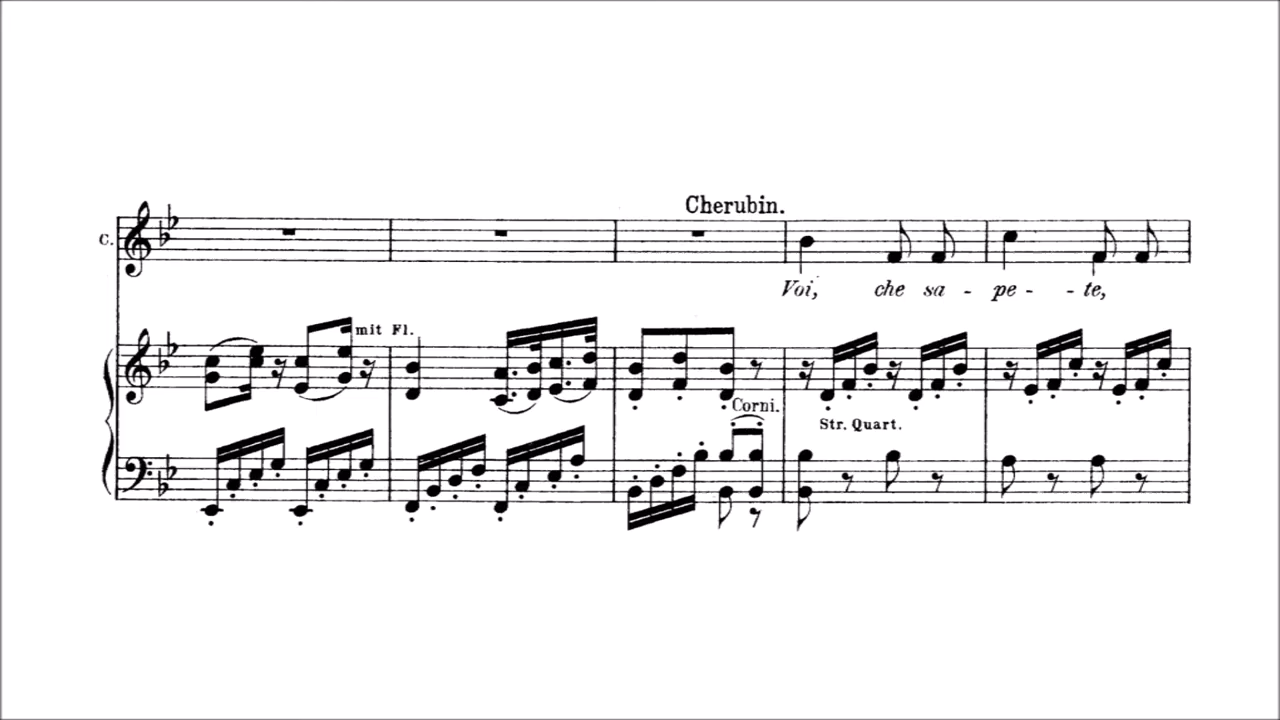 Cherubin.
C.
Voi, che sa - pe - - te,
mit Fl.
Corni.
Str. Quart.